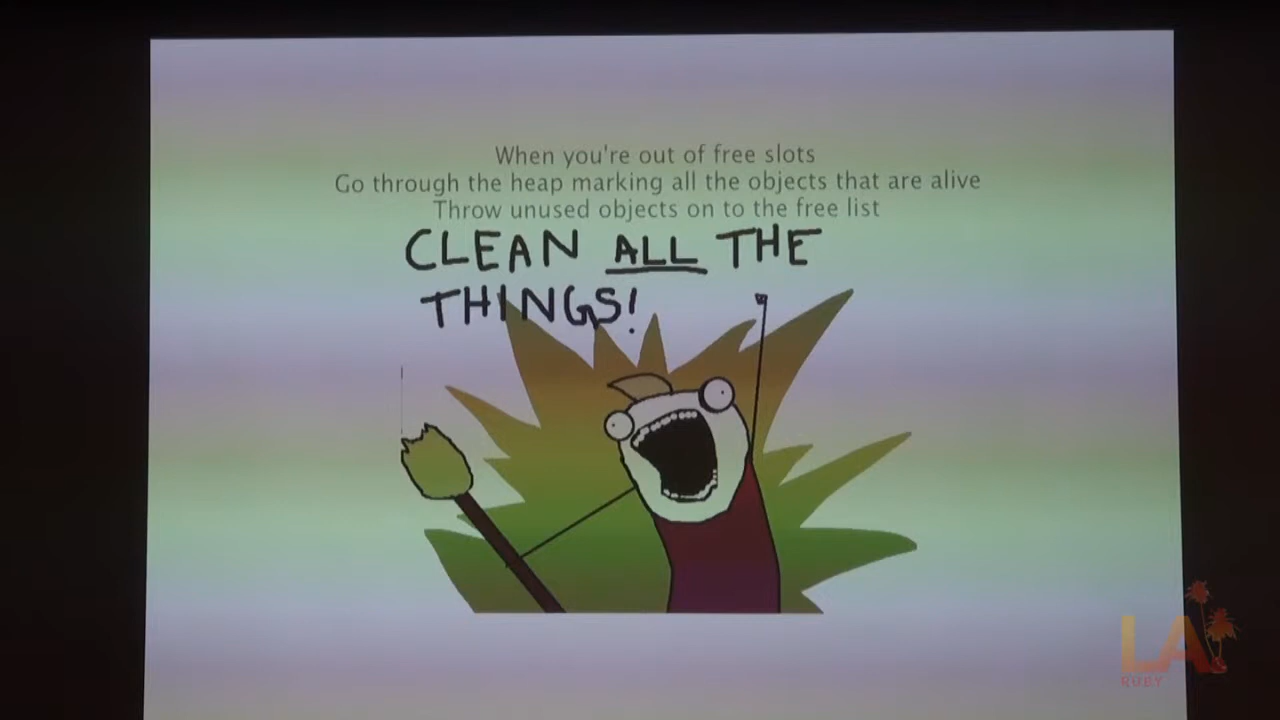 When you're out of free slots
Go through the heap marking all the objects that are alive
Throw unused objects on to the free list
CLEAN ALL THE
THINGS!
LA
RUBY